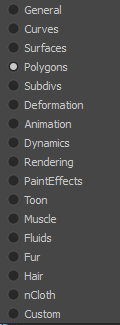 General
Curves
Surfaces
Polygons
Subdivs
Deformation
Animation
Dynamics
Rendering
PaintEffects
Toon
Muscle
Fluids
Fur
Hair
nCloth
Custom